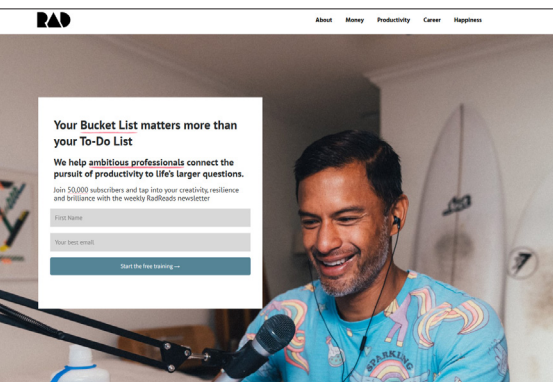 RAD
About Money Productivity Career Happiness
Your Bucket List matters more than
your To-Do List
We help ambitious professionals connect the
pursuit of productivity to life's larger questions.
Join 50,000 subscribers and tap into your creativity, resilience
and brilliance with the weekly RadReads newsletter
First Name
Your best email
Start the free training →
SPARKING